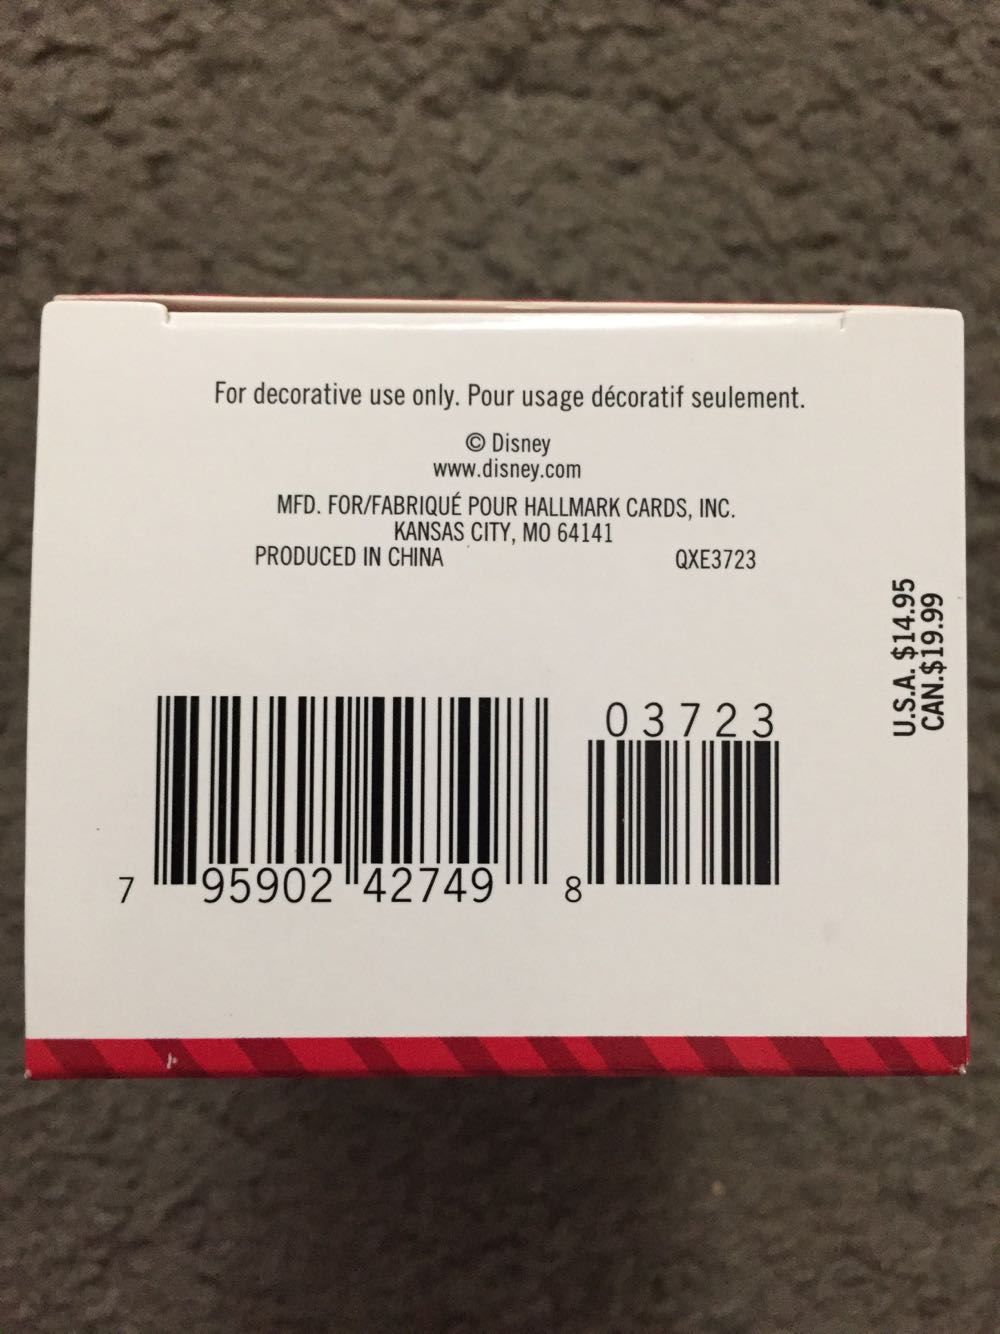 For decorative use only. Pour usage décoratif seulement.
© Disney
www.disney.com
MFD. FOR/FABRIQUÉ POUR HALLMARK CARDS, INC.
KANSAS CITY, MO 64141
PRODUCED IN CHINA QXE3723
U.S.A. $14.95
CAN.$19.99
03723
7 95902 42749 8